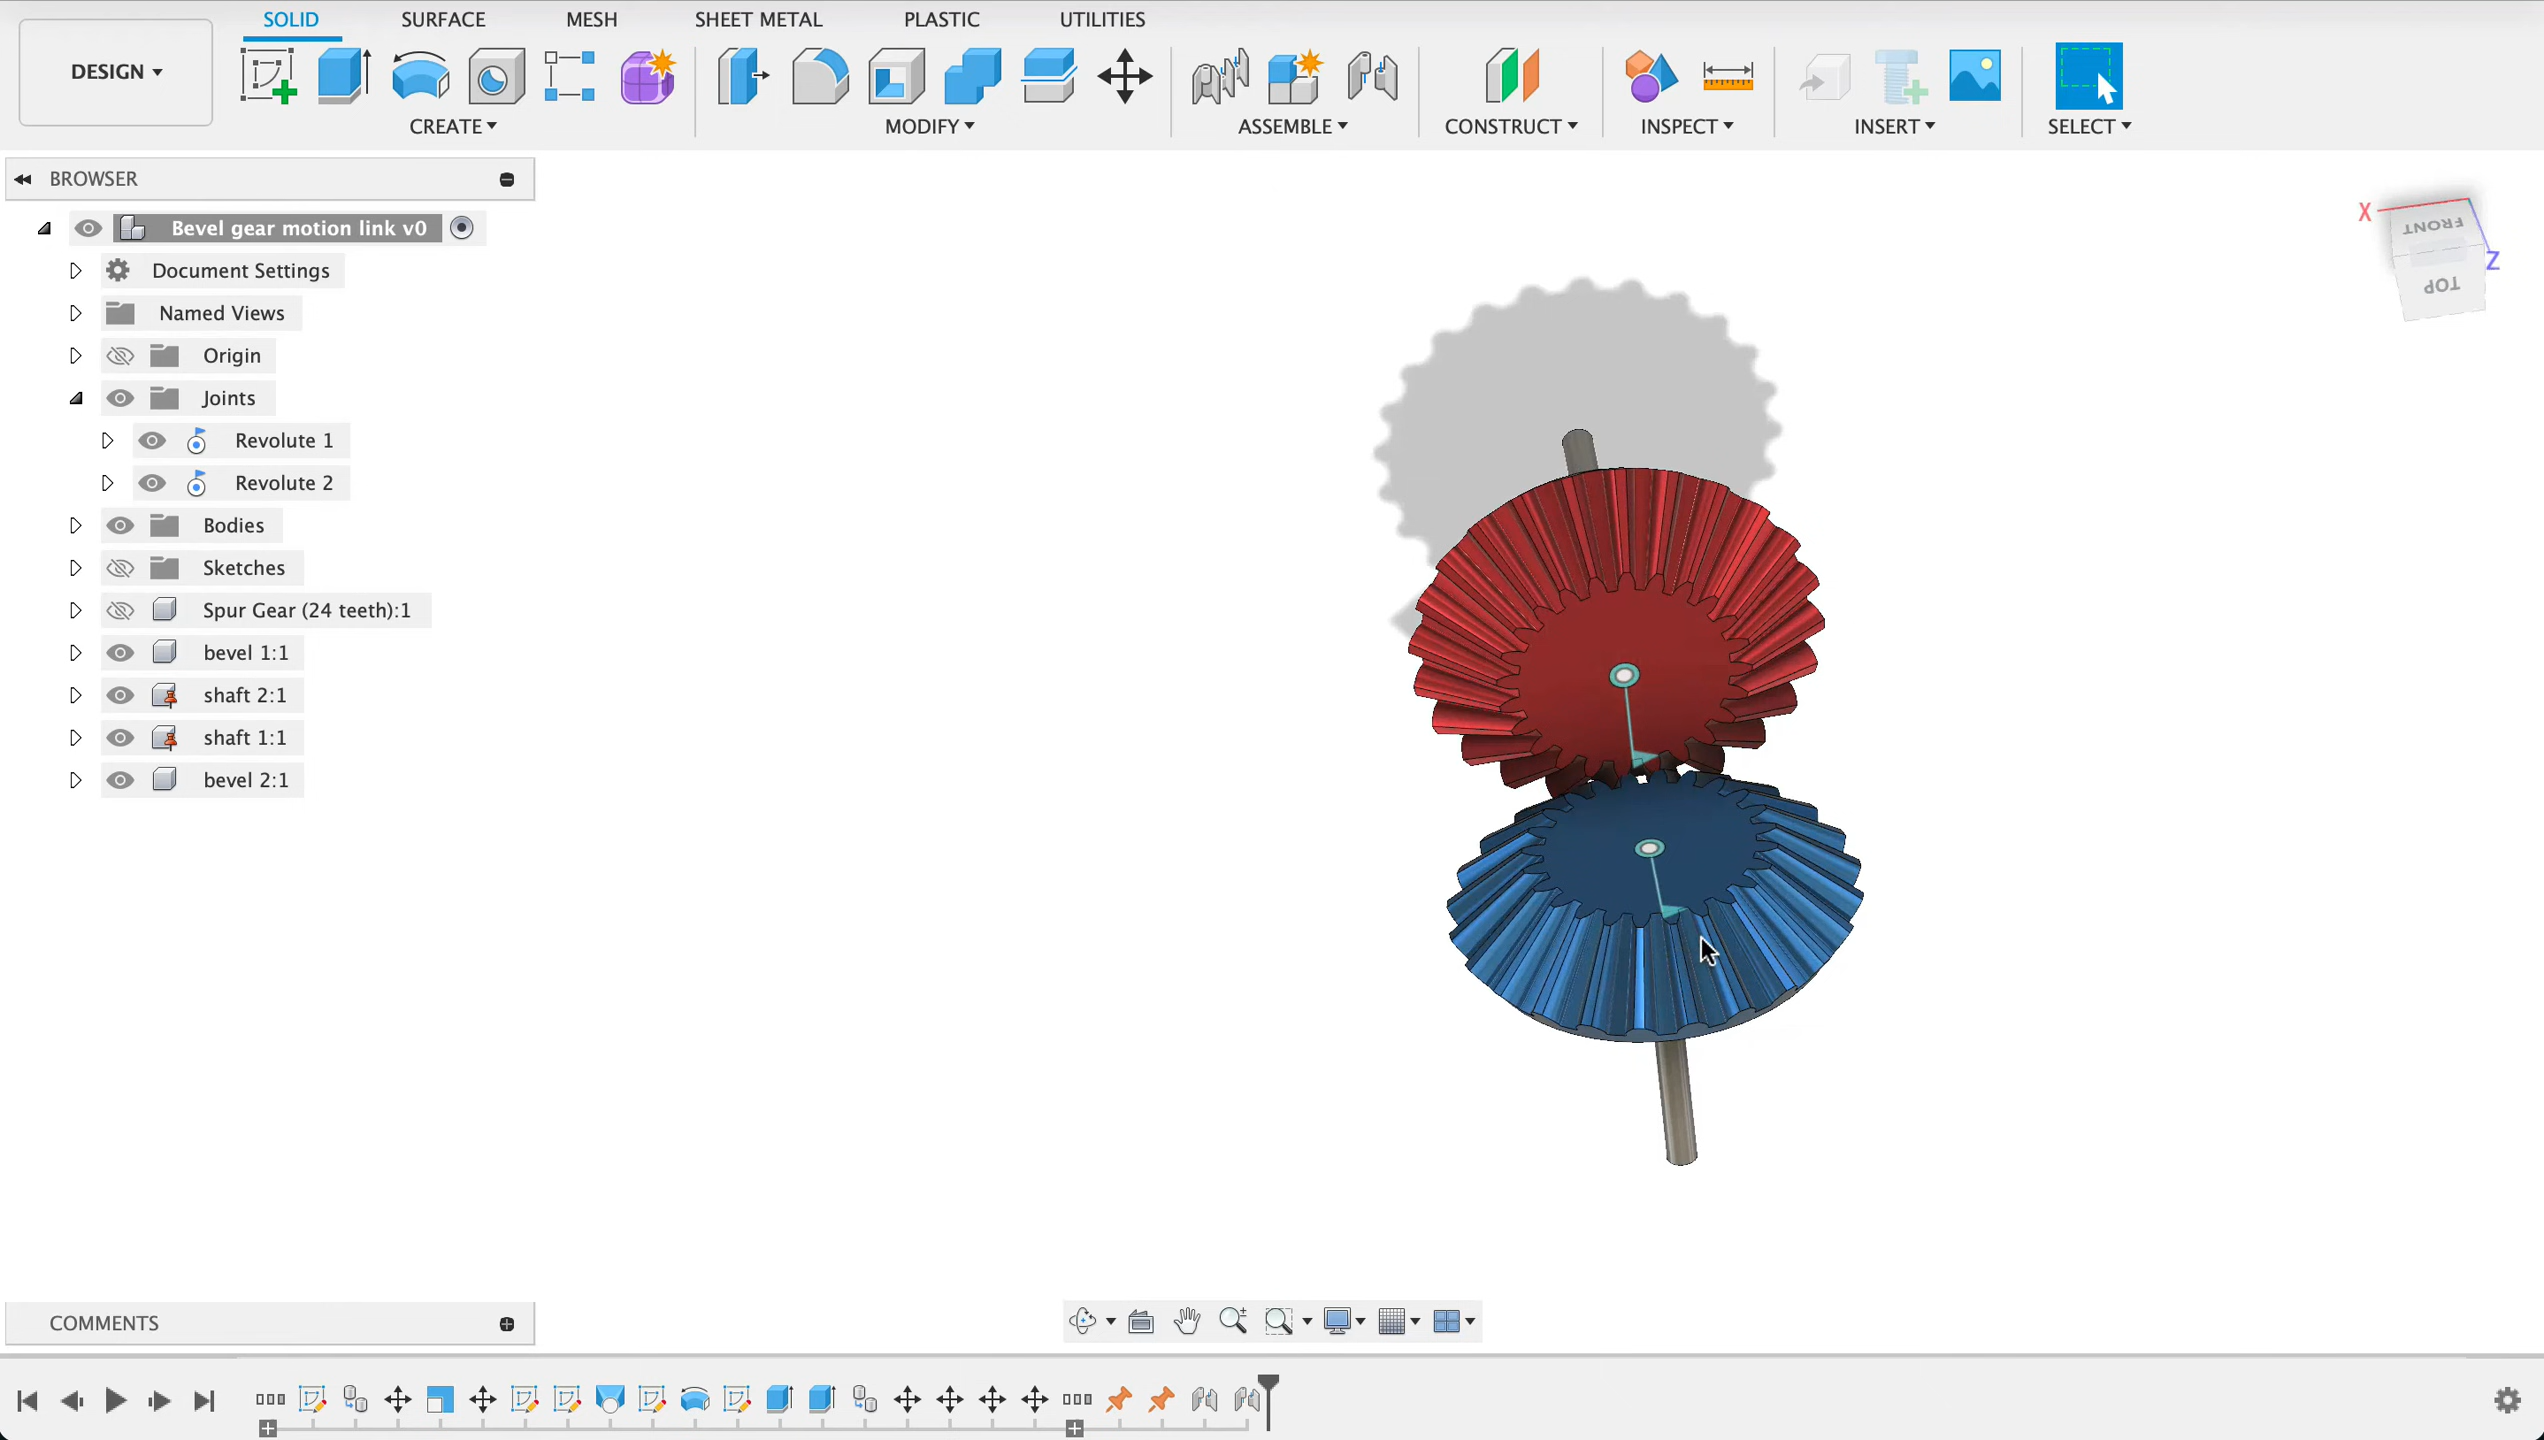 SOLID SURFACE MESH SHEET METAL PLASTIC UTILITIES
DESIGN
CREATE MODIFY ASSEMBLE CONSTRUCT INSPECT INSERT SELECT
BROWSER
Bevel gear motion link v0
Document Settings
Named Views
Origin
Joints
Revolute 1
Revolute 2
Bodies
Sketches
Spur Gear (24 teeth):1
bevel 1:1
shaft 2:1
shaft 1:1
bevel 2:1
X
FRONT
Z
TOP
COMMENTS